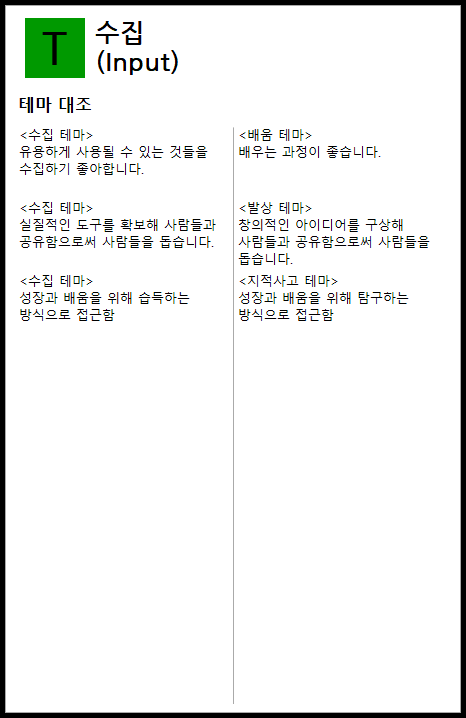 T
수집
(Input)
테마 대조
<수집 테마>
유용하게 사용될 수 있는 것들을
수집하기 좋아합니다.
<배움 테마>
배우는 과정이 좋습니다.
<수집 테마>
실질적인 도구를 확보해 사람들과
공유함으로써 사람들을 돕습니다.
<발상 테마>
창의적인 아이디어를 구상해
사람들과 공유함으로써 사람들을
돕습니다.
<수집 테마>
성장과 배움을 위해 습득하는
방식으로 접근함
<지적사고 테마>
성장과 배움을 위해 탐구하는
방식으로 접근함